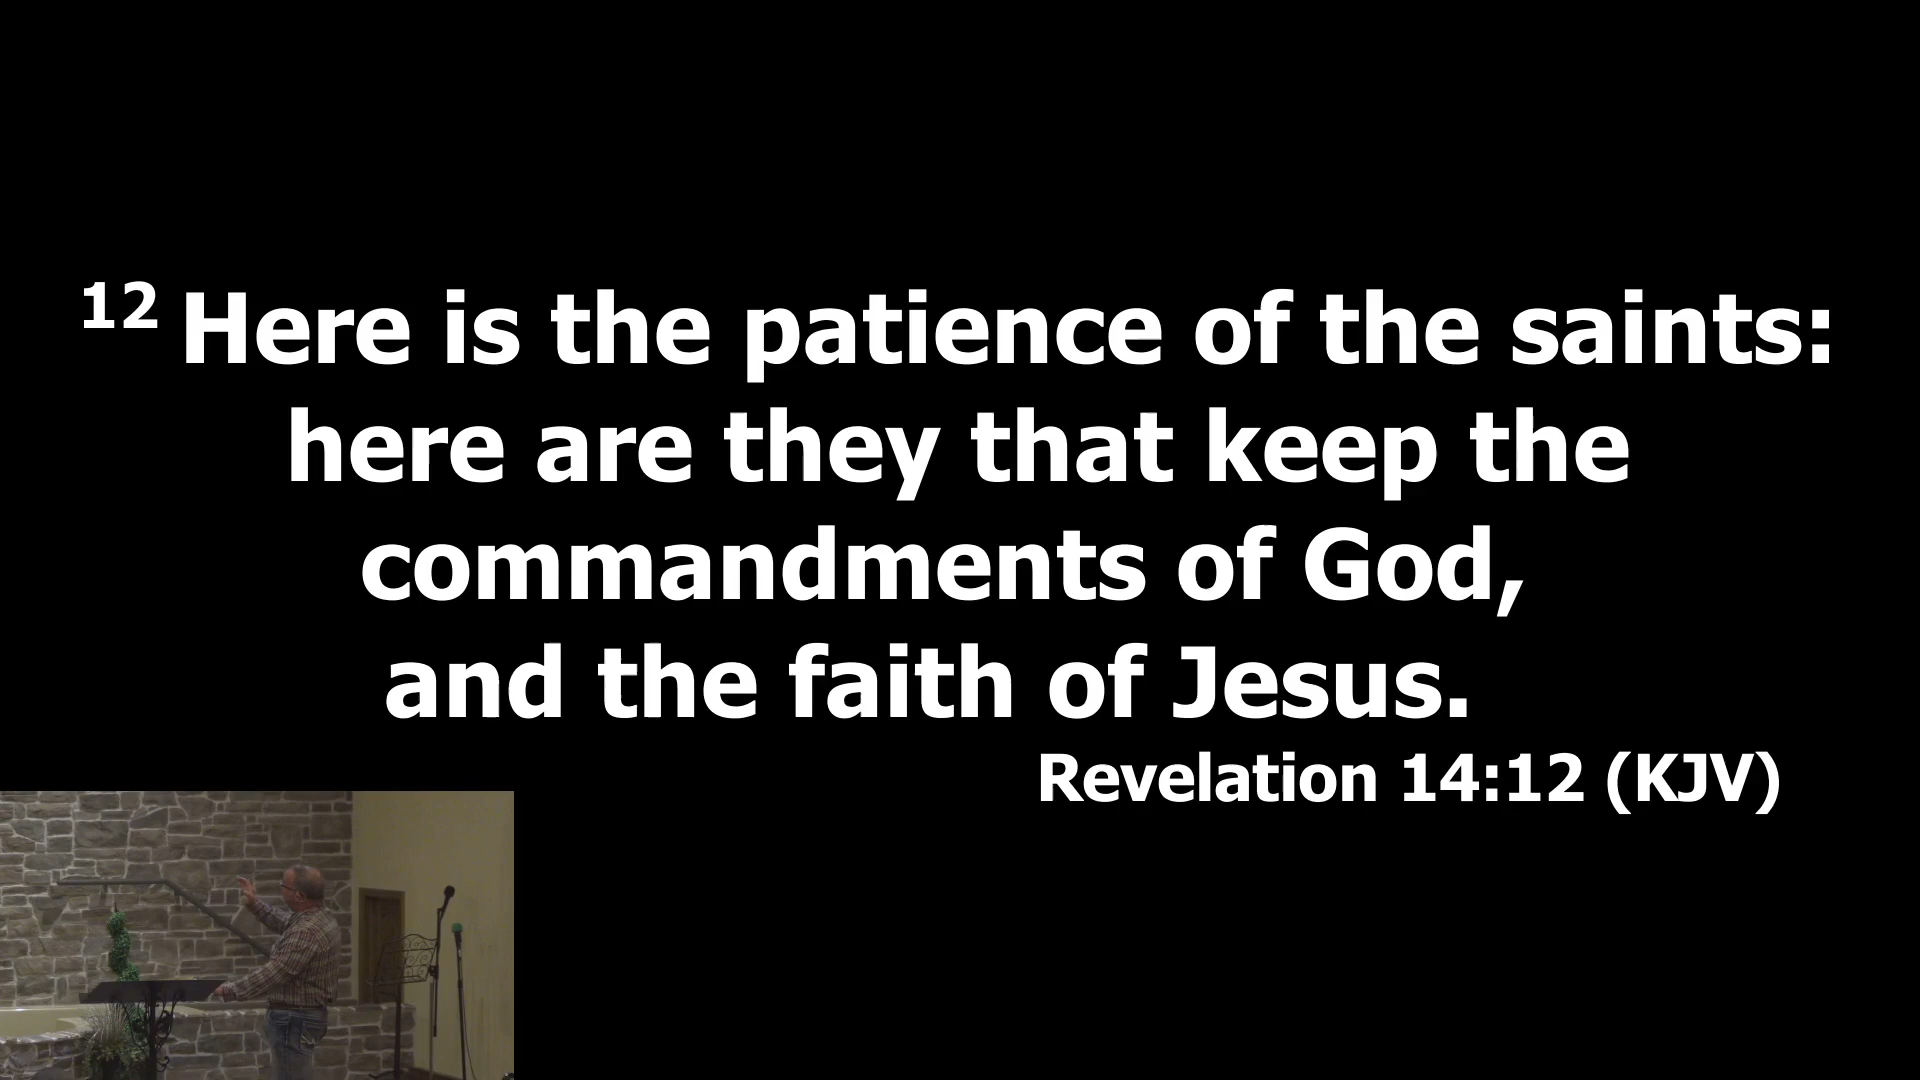 12 Here is the patience of the saints:
here are they that keep the
commandments of God,
and the faith of Jesus.
Revelation 14:12 (KJV)